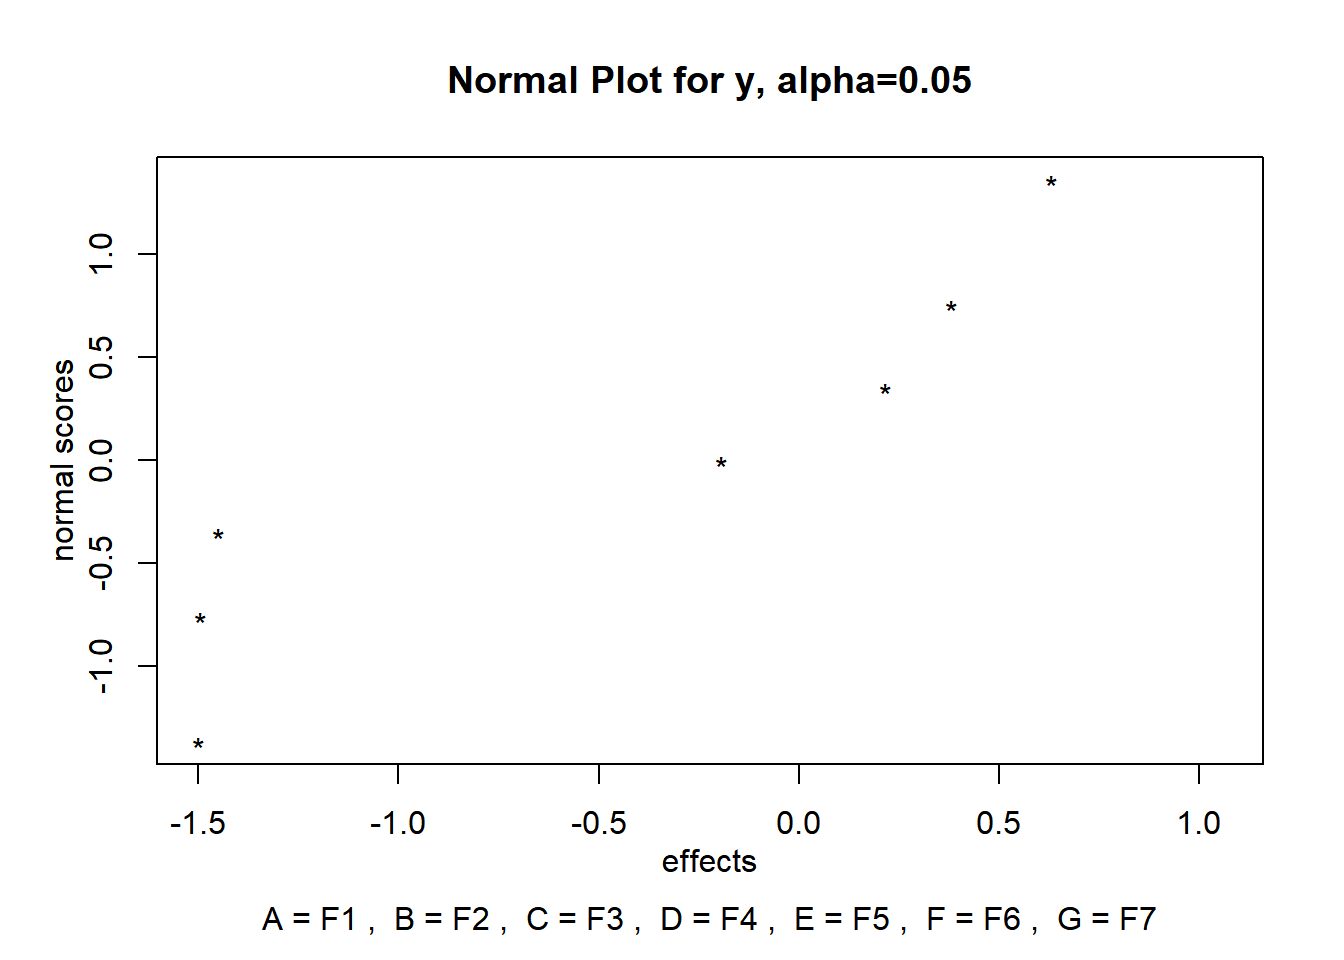 Normal Plot for y, alpha=0.05
normal scores
1.0
0.5
0.0
-0.5
-1.0
-1.5 -1.0 -0.5 0.0 0.5 1.0
effects
A = F1 , B = F2 , C = F3 , D = F4 , E = F5 , F = F6 , G = F7